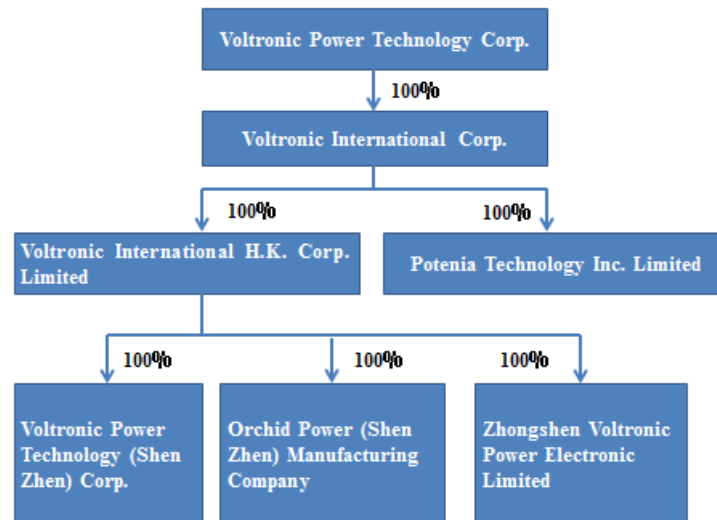 Voltronic Power Technology Corp.
100%
Voltronic International Corp.
100%
100%
Voltronic International H.K. Corp.
Limited
Potenia Technology Inc. Limited
100%
100%
100%
Voltronic Power
Technology (Shen
Zhen) Corp.
Orchid Power (Shen
Zhen) Manufacturing
Company
Zhongshen Voltronic
Power Electronic
Limited